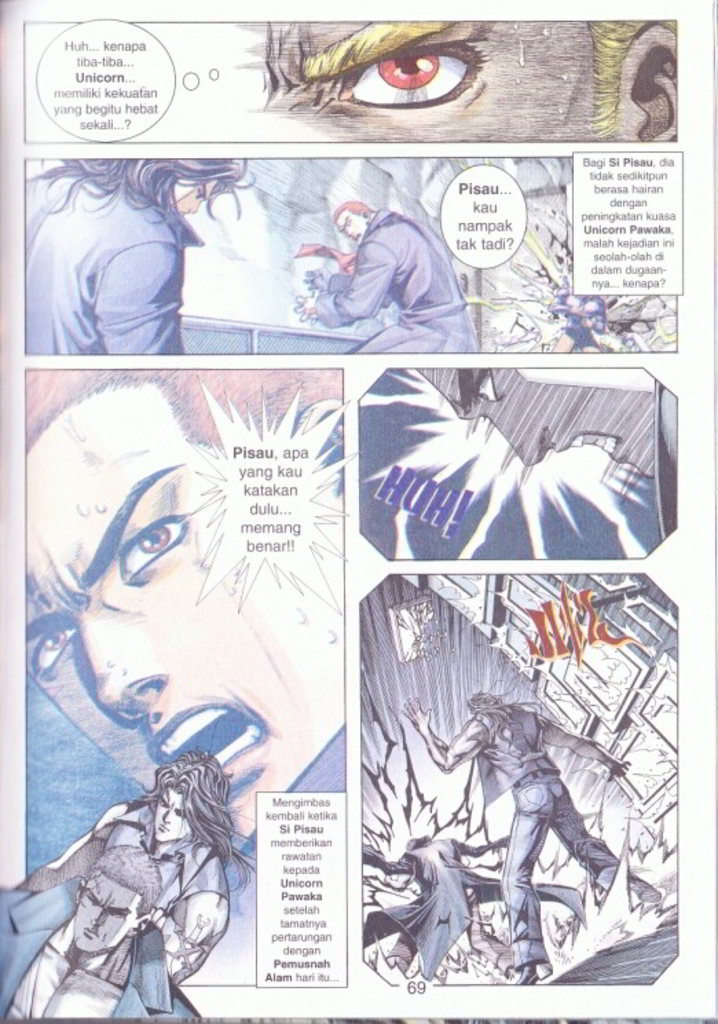 Huh... kenapa
tiba-tiba...
Unicorn...
memiliki kekuatan
yang begitu hebat
sekali...?
Pisau...
kau
nampak
tak tadi?
Bagi Si Pisau, dia
tidak sedikitpun
berasa hairan
dengan
peningkatan kuasa
Unicorn Pawaka,
malah kejadian ini
seolah-olah di
dalam dugaan-
nya... kenapa?
Pisau, apa
yang kau
katakan
dulu...
memang
benar!!
HUH!
Mengimbas
kembali ketika
Si Pisau
memberikan
rawatan
kepada
Unicorn
Pawaka
setelah
tamatnya
pertarungan
dengan
Pemusnah
Alam hari itu...
69